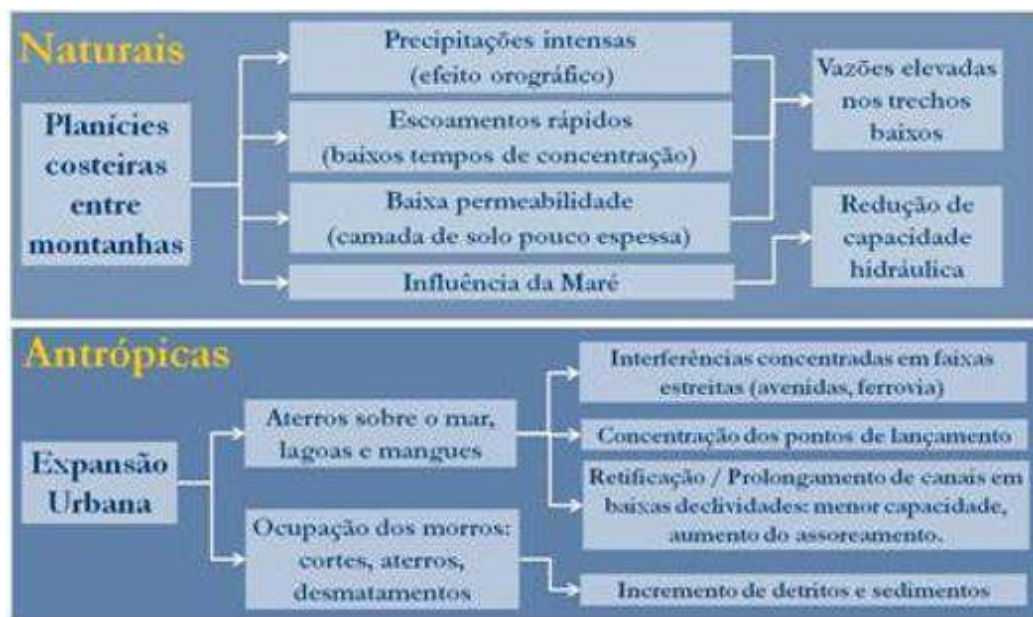 Naturais
Planícies
costeiras
entre
montanhas
Precipitações intensas
(efeito orográfico)
Escoamentos rápidos
(baixos tempos de concentração)
Baixa permeabilidade
(camada de solo pouco espessa)
Influência da Maré
Vazões elevadas
nos trechos
baixos
Redução de
capacidade
hidráulica
Antrópicas
Expansão
Urbana
Aterros sobre o mar,
lagoas e mangues
Ocupação dos morros:
cortes, aterros,
desmatamentos
Interferências concentradas em faixas
estreitas (avenidas, ferrovia)
Concentração dos pontos de lançamento
Retificação / Prolongamento de canais em
baixas declividades: menor capacidade,
aumento do assoreamento.
Incremento de detritos e sedimentos